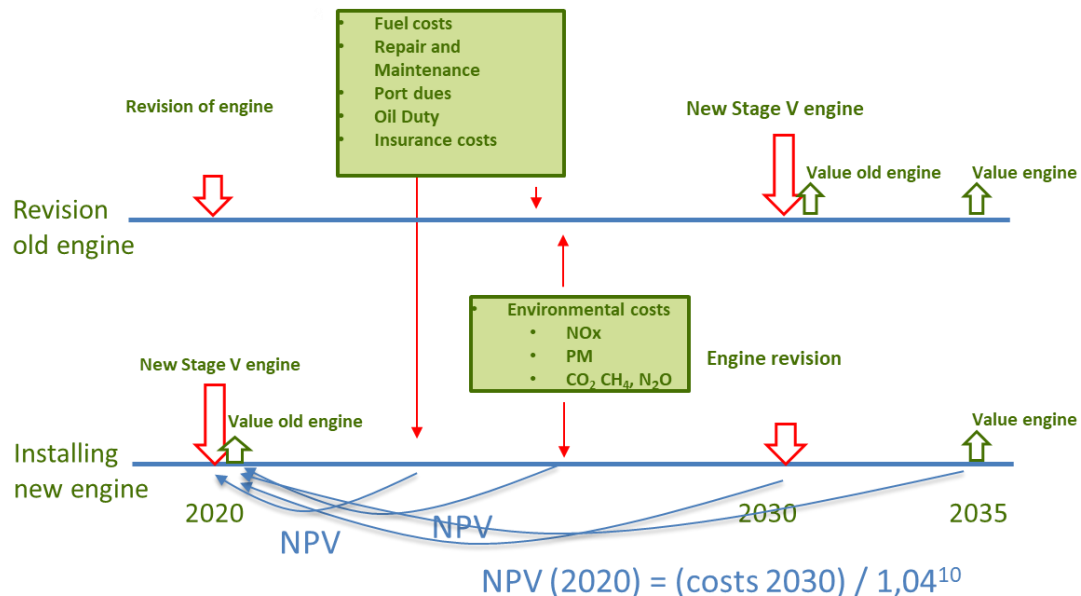 • Fuel costs
• Repair and
Maintenance
• Port dues
• Oil Duty
• Insurance costs
Revision of engine
New Stage V engine
Value old engine
Value engine
Revision
old engine
• Environmental costs
• NOx
• PM
• CO₂ CH₄, N₂O
Engine revision
New Stage V engine
Value old engine
Value engine
Installing
new engine
2020
2030
2035
NPV
NPV
NPV (2020) = (costs 2030) / 1,04¹⁰